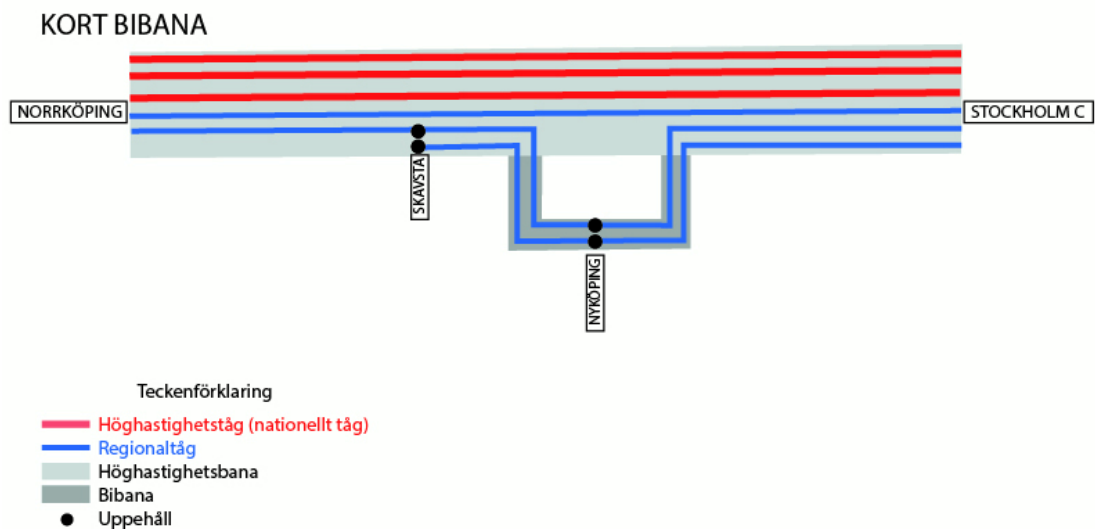 KORT BIBANA
NORRKÖPING
STOCKHOLM C
SKAVSTA
NYKÖPING
Teckenförklaring
Höghastighetståg (nationellt tåg)
Regionaltåg
Höghastighetsbana
Bibana
Uppehåll